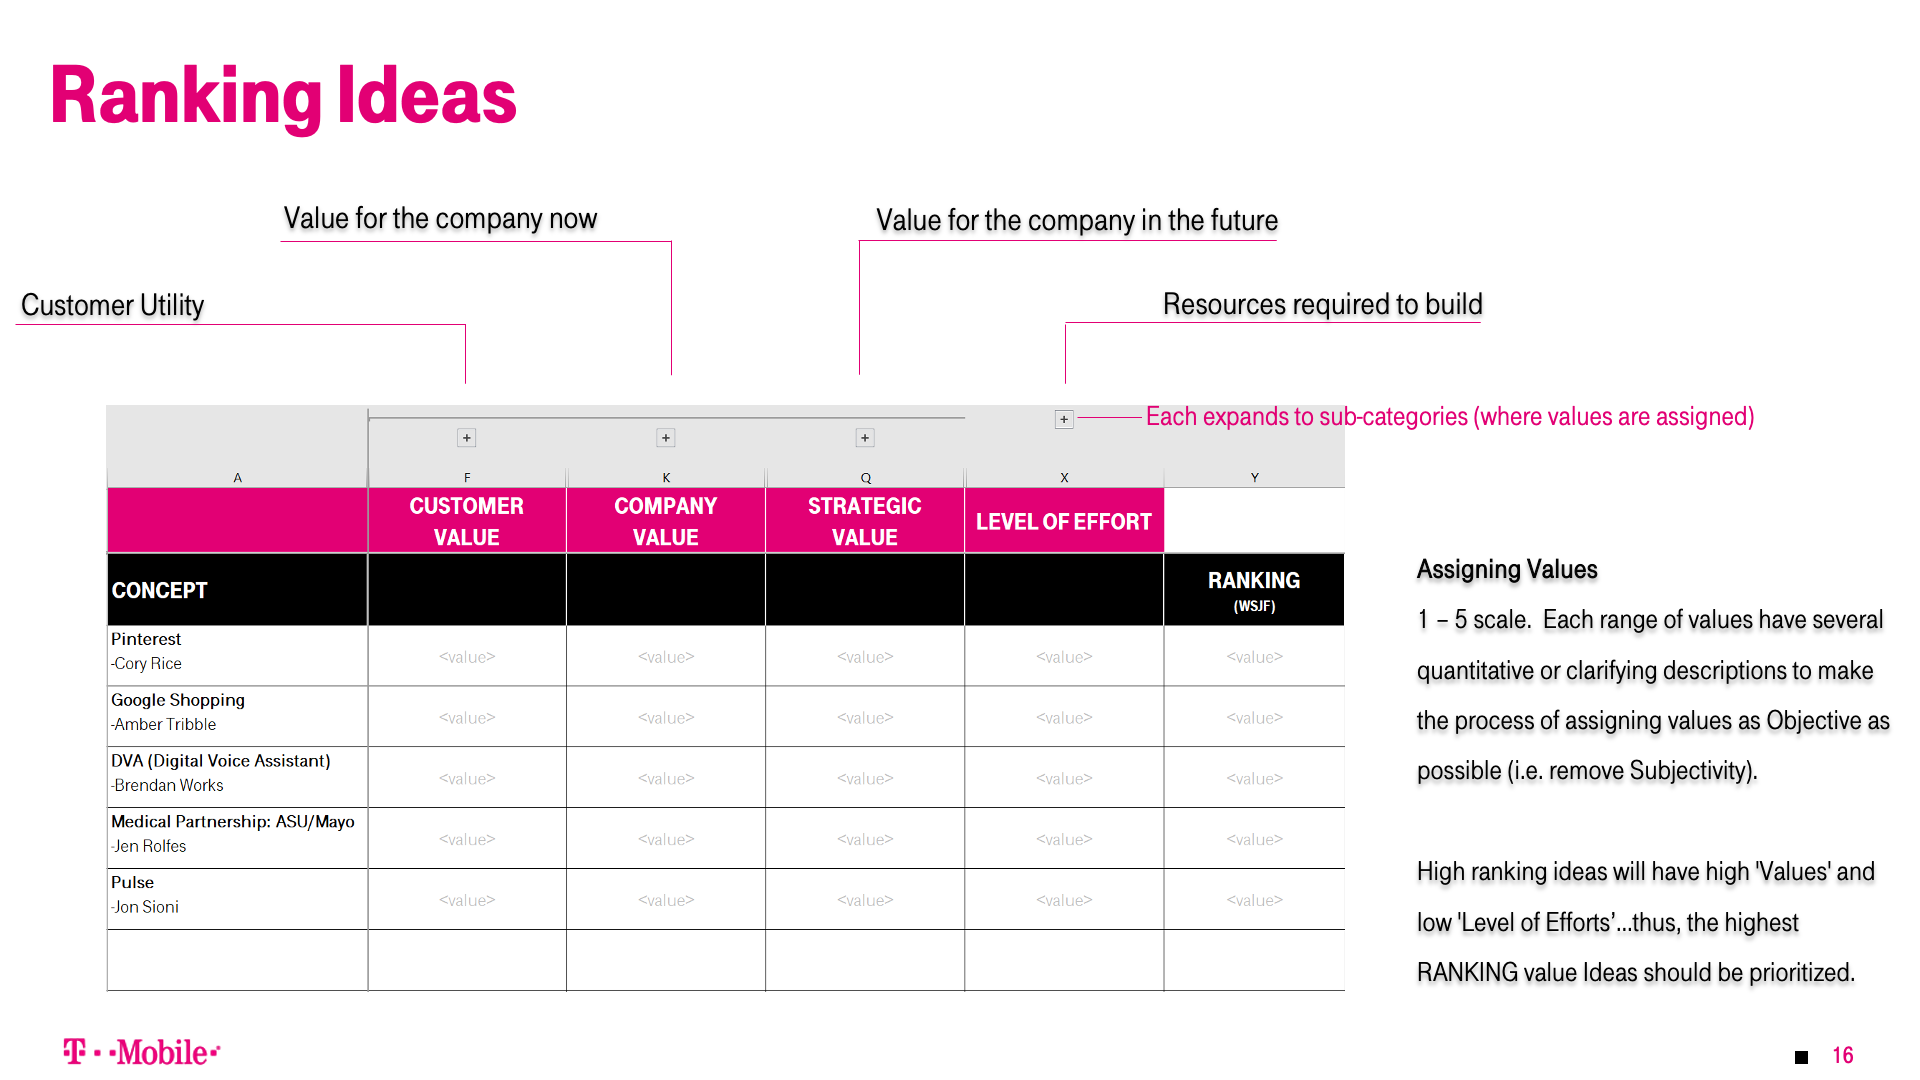 Ranking Ideas
Value for the company now
Value for the company in the future
Customer Utility
Resources required to build
+ Each expands to sub-categories (where values are assigned)
+ + +
A F K Q X Y
CUSTOMER VALUE COMPANY VALUE STRATEGIC VALUE LEVEL OF EFFORT
CONCEPT RANKING (WSJF)
Pinterest
-Cory Rice
<value> <value> <value> <value> <value>
Google Shopping
-Amber Tribble
<value> <value> <value> <value> <value>
DVA (Digital Voice Assistant)
-Brendan Works
<value> <value> <value> <value> <value>
Medical Partnership: ASU/Mayo
-Jen Rolfes
<value> <value> <value> <value> <value>
Pulse
-Jon Sioni
<value> <value> <value> <value> <value>
Assigning Values
1 – 5 scale.  Each range of values have several
quantitative or clarifying descriptions to make
the process of assigning values as Objective as
possible (i.e. remove Subjectivity).
High ranking ideas will have high 'Values' and
low 'Level of Efforts’...thus, the highest
RANKING value Ideas should be prioritized.
T··Mobile·
16